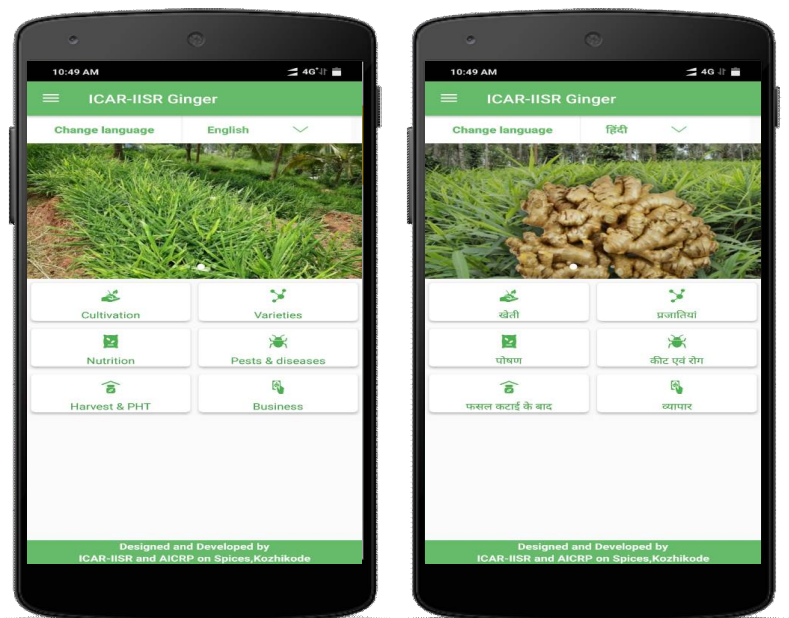 10:49 AM
4G
ICAR-IISR Ginger
Change language English
Cultivation
Varieties
Nutrition
Pests & diseases
Harvest & PHT
Business
Designed and Developed by
ICAR-IISR and AICRP on Spices,Kozhikode
10:49 AM
4G
ICAR-IISR Ginger
Change language हिंदी
खेती
प्रजातियां
पोषण
कीट एवं रोग
फसल कटाई के बाद
व्यापार
Designed and Developed by
ICAR-IISR and AICRP on Spices,Kozhikode